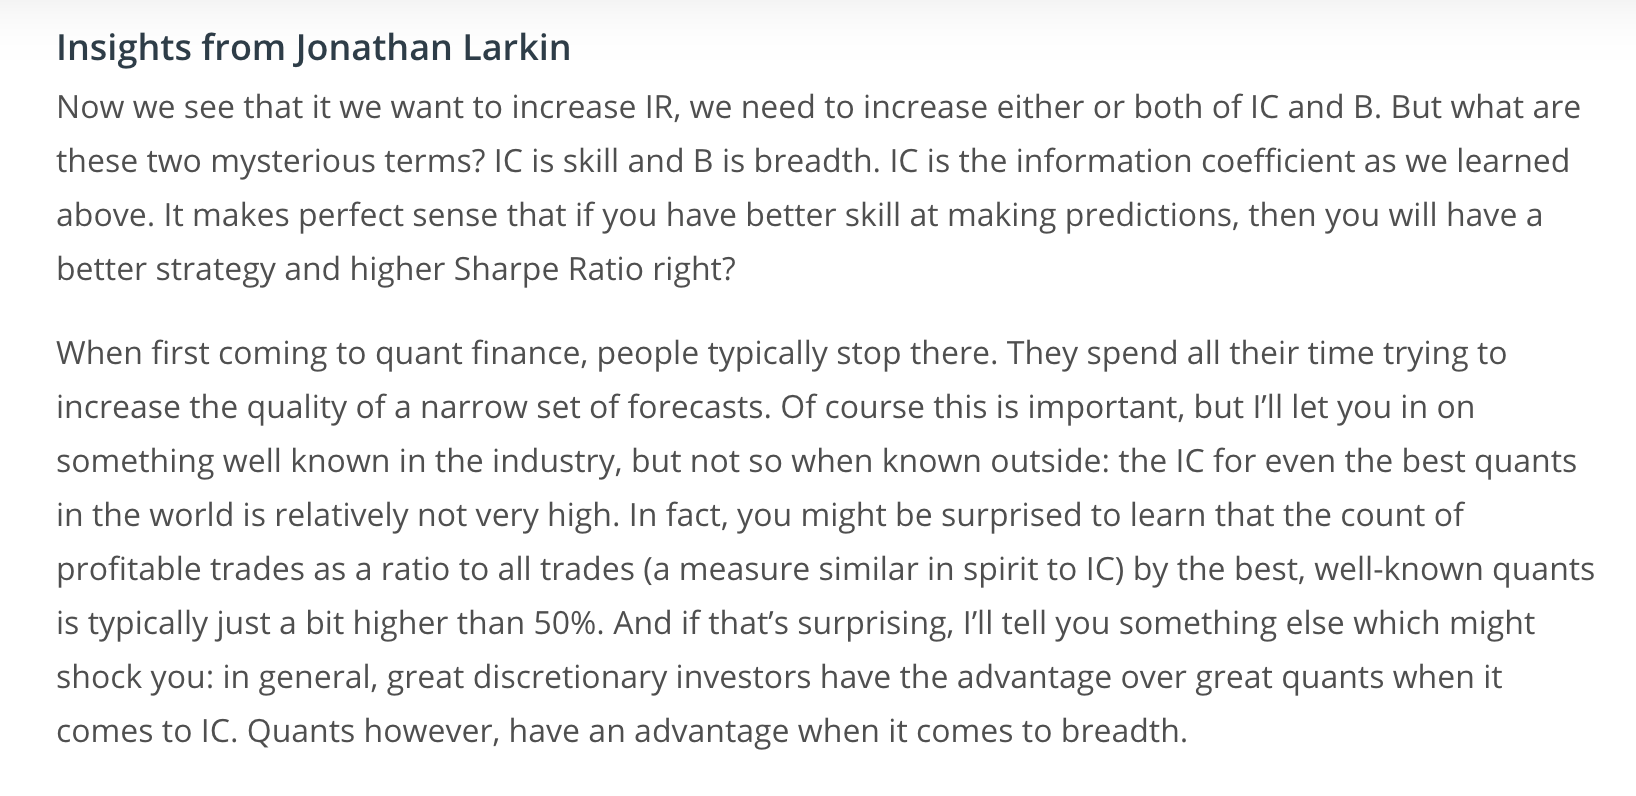 Insights from Jonathan Larkin
Now we see that it we want to increase IR, we need to increase either or both of IC and B. But what are
these two mysterious terms? IC is skill and B is breadth. IC is the information coefficient as we learned
above. It makes perfect sense that if you have better skill at making predictions, then you will have a
better strategy and higher Sharpe Ratio right?
When first coming to quant finance, people typically stop there. They spend all their time trying to
increase the quality of a narrow set of forecasts. Of course this is important, but I’ll let you in on
something well known in the industry, but not so when known outside: the IC for even the best quants
in the world is relatively not very high. In fact, you might be surprised to learn that the count of
profitable trades as a ratio to all trades (a measure similar in spirit to IC) by the best, well-known quants
is typically just a bit higher than 50%. And if that’s surprising, I’ll tell you something else which might
shock you: in general, great discretionary investors have the advantage over great quants when it
comes to IC. Quants however, have an advantage when it comes to breadth.